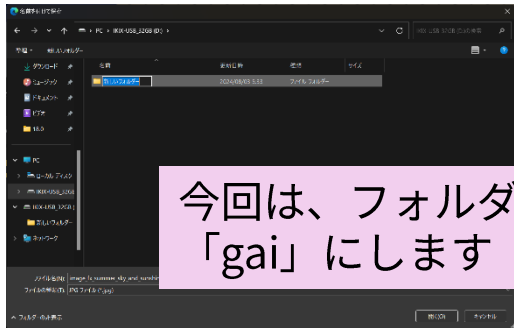 名前を付けて保存
PC › IKIX-USB_32GB (D:) ›
整理
新しいフォルダー
名前 更新日時 種類 サイズ
新しいフォルダー 2024/08/03 5:53 ファイル フォルダー
ダウンロード
ミュージック
ドキュメント
ビデオ
18.0
PC
ローカル ディスク
新しいフォルダー
ネットワーク
今回は、フォルダ
「gai」にします
ファイル名(N): image_fx_summer_sky_and_sunshin
ファイルの種類(T): JPG ファイル (*.jpg)
フォルダーの非表示
開く(O) キャンセル